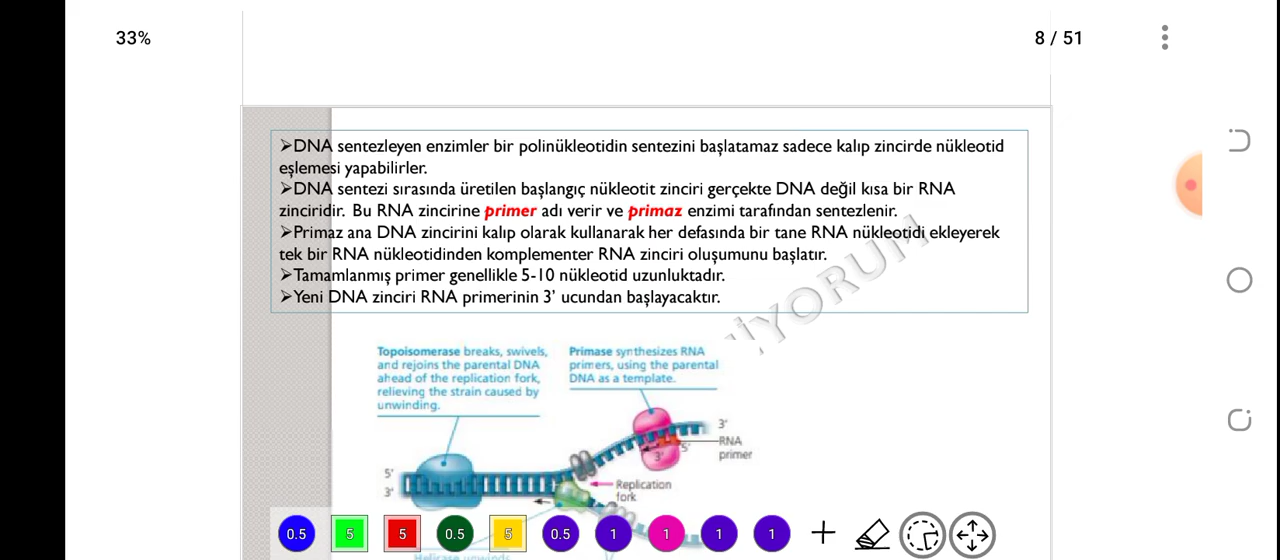 33%
8 / 51
➢DNA sentezleyen enzimler bir polinükleotidin sentezini başlatamaz sadece kalıp zincirde nükleotid
eşlemesi yapabilirler.
➢DNA sentezi sırasında üretilen başlangıç nükleotit zinciri gerçekte DNA değil kısa bir RNA
zinciridir. Bu RNA zincirine primer adı verir ve primaz enzimi tarafından sentezlenir.
➢Primaz ana DNA zincirini kalıp olarak kullanarak her defasında bir tane RNA nükleotidi ekleyerek
tek bir RNA nükleotidinden komplementer RNA zinciri oluşumunu başlatır.
➢Tamamlanmış primer genellikle 5-10 nükleotid uzunluktadır.
➢Yeni DNA zinciri RNA primerinin 3’ ucundan başlayacaktır.
Topoisomerase breaks, swivels,
and rejoins the parental DNA
ahead of the replication fork,
relieving the strain caused by
unwinding.
Primase synthesizes RNA
primers, using the parental
DNA as a template.
3'
RNA
primer
5'
3'
5'
3'
Replication
fork
0.5 5 5 0.5 5 0.5 1 1 1 1
Helicase unwinds